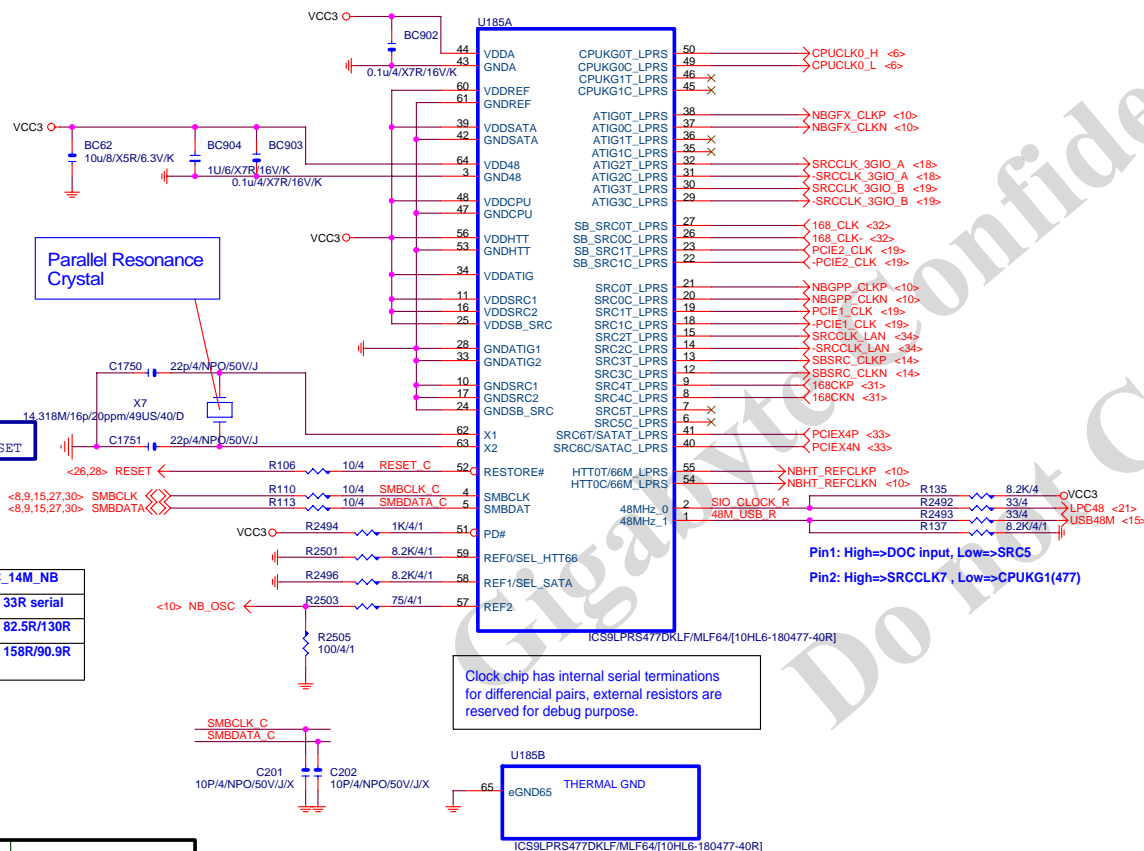 VCC3
BC902
0.1u/4/X7R/16V/K
VCC3
BC62
10u/8/X5R/6.3V/K
BC904
1U/6/X7R/16V/K
BC903
0.1u/4/X7R/16V/K
VCC3
Parallel Resonance
Crystal
C1750
22p/4/NPO/50V/J
X7
14.318M/16p/20ppm/49US/40/D
C1751
22p/4/NPO/50V/J
SET
<26,28> RESET
R106 10/4 RESET_C
<8,9,15,27,30> SMBCLK
R110 10/4 SMBCLK_C
<8,9,15,27,30> SMBDATA
R113 10/4 SMBDATA_C
VCC3
R2494 1K/4/1
R2501 8.2K/4/1
R2496 8.2K/4/1
<10> NB_OSC
R2503 75/4/1
R2505
100/4/1
_14M_NB
33R serial
82.5R/130R
158R/90.9R
U185A
44 VDDA
43 GNDA
60 VDDREF
61 GNDREF
39 VDDSATA
42 GNDSATA
64 VDD48
3 GND48
48 VDDCPU
47 GNDCPU
56 VDDHTT
53 GNDHTT
34 VDDATIG
11 VDDSRC1
16 VDDSRC2
25 VDDSB_SRC
28 GNDATIG1
33 GNDATIG2
10 GNDSRC1
17 GNDSRC2
24 GNDSB_SRC
62 X1
63 X2
52 RESTORE#
4 SMBCLK
5 SMBDAT
51 PD#
59 REF0/SEL_HTT66
58 REF1/SEL_SATA
57 REF2
CPUKG0T_LPRS 50 CPUCLK0_H <6>
CPUKG0C_LPRS 49 CPUCLK0_L <6>
CPUKG1T_LPRS 46
CPUKG1C_LPRS 45
ATIG0T_LPRS 38 NBGFX_CLKP <10>
ATIG0C_LPRS 37 NBGFX_CLKN <10>
ATIG1T_LPRS 36
ATIG1C_LPRS 35
ATIG2T_LPRS 32 SRCCLK_3GIO_A <18>
ATIG2C_LPRS 31 -SRCCLK_3GIO_A <18>
ATIG3T_LPRS 30 SRCCLK_3GIO_B <19>
ATIG3C_LPRS 29 -SRCCLK_3GIO_B <19>
SB_SRC0T_LPRS 27 168_CLK <32>
SB_SRC0C_LPRS 26 168_CLK- <32>
SB_SRC1T_LPRS 23 PCIE2_CLK <19>
SB_SRC1C_LPRS 22 -PCIE2_CLK <19>
SRC0T_LPRS 21 NBGPP_CLKP <10>
SRC0C_LPRS 20 NBGPP_CLKN <10>
SRC1T_LPRS 19 PCIE1_CLK <19>
SRC1C_LPRS 18 -PCIE1_CLK <19>
SRC2T_LPRS 15 SRCCLK_LAN <34>
SRC2C_LPRS 14 -SRCCLK_LAN <34>
SRC3T_LPRS 13 SBSRC_CLKP <14>
SRC3C_LPRS 12 SBSRC_CLKN <14>
SRC4T_LPRS 9 168CKP <31>
SRC4C_LPRS 8 168CKN <31>
SRC5T_LPRS 7
SRC5C_LPRS 6
SRC6T/SATAT_LPRS 41 PCIEX4P <33>
SRC6C/SATAC_LPRS 40 PCIEX4N <33>
HTT0T/66M_LPRS 55 NBHT_REFCLKP <10>
HTT0C/66M_LPRS 54 NBHT_REFCLKN <10>
48MHz_0 2 SIO_CLOCK_R
48MHz_1 1 48M_USB_R
R135 8.2K/4 VCC3
R2492 33/4 LPC48 <21>
R2493 33/4 USB48M <15>
R137 8.2K/4/1
Pin1: High=>DOC input, Low=>SRC5
Pin2: High=>SRCCLK7 , Low=>CPUKG1(477)
ICS9LPRS477DKLF/MLF64/[10HL6-180477-40R]
Clock chip has internal serial terminations
for differencial pairs, external resistors are
reserved for debug purpose.
SMBCLK_C
SMBDATA_C
C201
10P/4/NPO/50V/J/X
C202
10P/4/NPO/50V/J/X
U185B
65 eGND65
THERMAL GND
ICS9LPRS477DKLF/MLF64/[10HL6-180477-40R]
Gigabyte Confide
Do not C